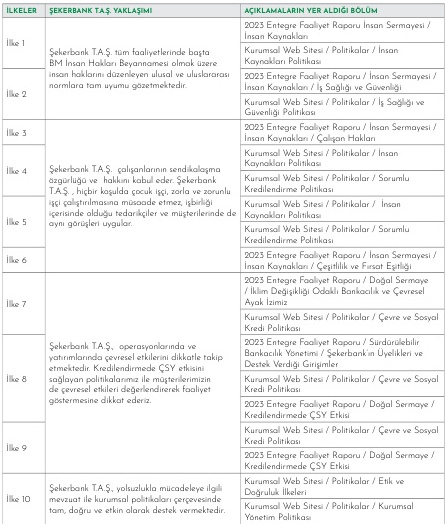 İLKELER ŞEKERBANK T.A.Ş. YAKLAŞIMI AÇIKLAMALARIN YER ALDIĞI BÖLÜM
İlke 1
Şekerbank T.A.Ş. tüm faaliyetlerinde başta
BM İnsan Hakları Beyannamesi olmak üzere
insan haklarını düzenleyen ulusal ve uluslararası
normlara tam uyumu gözetmektedir.
2023 Entegre Faaliyet Raporu İnsan Sermayesi /
İnsan Kaynakları
Kurumsal Web Sitesi / Politikalar / İnsan
Kaynakları Politikası
İlke 2
2023 Entegre Faaliyet Raporu / İnsan Sermayesi /
İnsan Kaynakları / İş Sağlığı ve Güvenliği
Kurumsal Web Sitesi / Politikalar / İş Sağlığı ve
Güvenliği Politikası
İlke 3
Şekerbank T.A.Ş. çalışanlarının sendikalaşma
özgürlüğü ve hakkını kabul eder. Şekerbank
T.A.Ş. , hiçbir koşulda çocuk işçi, zorla ve zorunlu
işçi çalıştırılmasına müsaade etmez, işbirliği
içerisinde olduğu tedarikçiler ve müşterilerinde de
aynı görüşleri uygular.
2023 Entegre Faaliyet Raporu / İnsan Sermayesi /
İnsan Kaynakları / Çalışan Hakları
İlke 4
Kurumsal Web Sitesi / Politikalar / İnsan
Kaynakları Politikası
Kurumsal Web Sitesi / Politikalar / Sorumlu
Kredilendirme Politikası
İlke 5
Kurumsal Web Sitesi / Politikalar / İnsan
Kaynakları Politikası
Kurumsal Web Sitesi / Politikalar / Sorumlu
Kredilendirme Politikası
İlke 6
2023 Entegre Faaliyet Raporu / İnsan Sermayesi /
İnsan Kaynakları / Çeşitlilik ve Fırsat Eşitliği
İlke 7
Şekerbank T.A.Ş., operasyonlarında ve
yatırımlarında çevresel etkilerini dikkatle takip
etmektedir. Kredilendirmede ÇSY etkisini
sağlayan politikalarımız ile müşterilerimizin
de çevresel etkileri değerlendirerek faaliyet
göstermesine dikkat ederiz.
2023 Entegre Faaliyet Raporu / Doğal Sermaye
/ İklim Değişikliği Odaklı Bankacılık ve Çevresel
Ayak İzimiz
Kurumsal Web Sitesi / Politikalar / Çevre ve Sosyal
Kredi Politikası
İlke 8
2023 Entegre Faaliyet Raporu / Sürdürülebilir
Bankacılık Yönetimi / Şekerbank'ın Üyelikleri ve
Destek Verdiği Girişimler
Kurumsal Web Sitesi / Politikalar / Çevre ve Sosyal
Kredi Politikası
2023 Entegre Faaliyet Raporu / Doğal Sermaye /
Kredilendirmede ÇSY Etkisi
İlke 9
Kurumsal Web Sitesi / Politikalar / Çevre ve Sosyal
Kredi Politikası
2023 Entegre Faaliyet Raporu / Doğal Sermaye /
Kredilendirmede ÇSY Etkisi
İlke 10
Şekerbank T.A.Ş., yolsuzlukla mücadeleye ilgili
mevzuat ile kurumsal politikaları çerçevesinde
tam, doğru ve etkin olarak destek vermektedir.
Kurumsal Web Sitesi / Politikalar / Etik ve
Doğruluk İlkeleri
Kurumsal Web Sitesi / Politikalar / Kurumsal
Yönetim Politikası